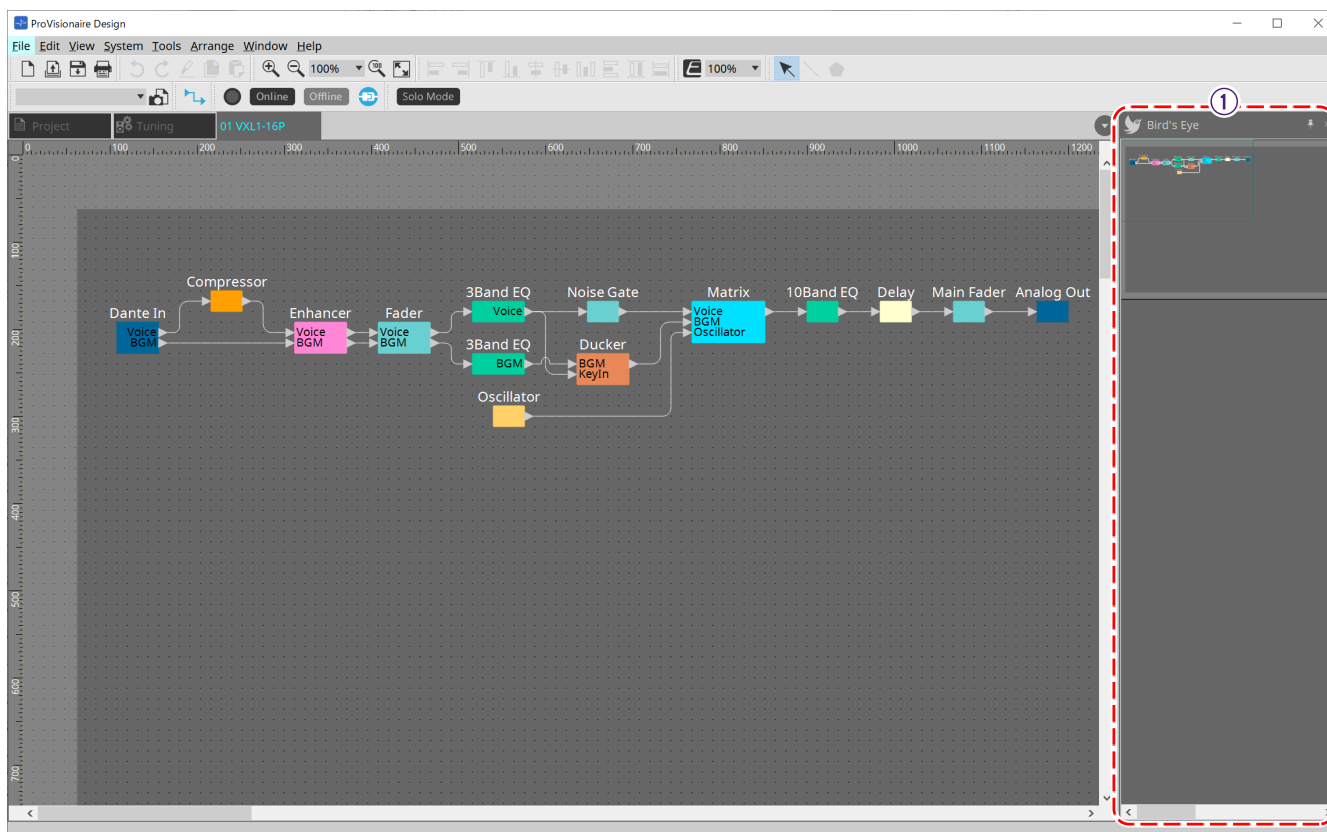 ProVisionaire Design
File Edit View System Tools Arrange Window Help
100% 100 100%
Online Offline Solo Mode
Project Tuning 01 VXL1-16P
① Bird's Eye
0 100 200 300 400 500 600 700 800 900 1000 1100 1200
0
100
200
300
400
500
600
700
Compressor
3Band EQ Noise Gate Matrix 10Band EQ Delay Main Fader Analog Out
Dante In Enhancer Fader
Voice
BGM
Voice
BGM
Voice
BGM
Voice
Voice
BGM
Oscillator
3Band EQ Ducker
BGM
BGM
KeyIn
Oscillator